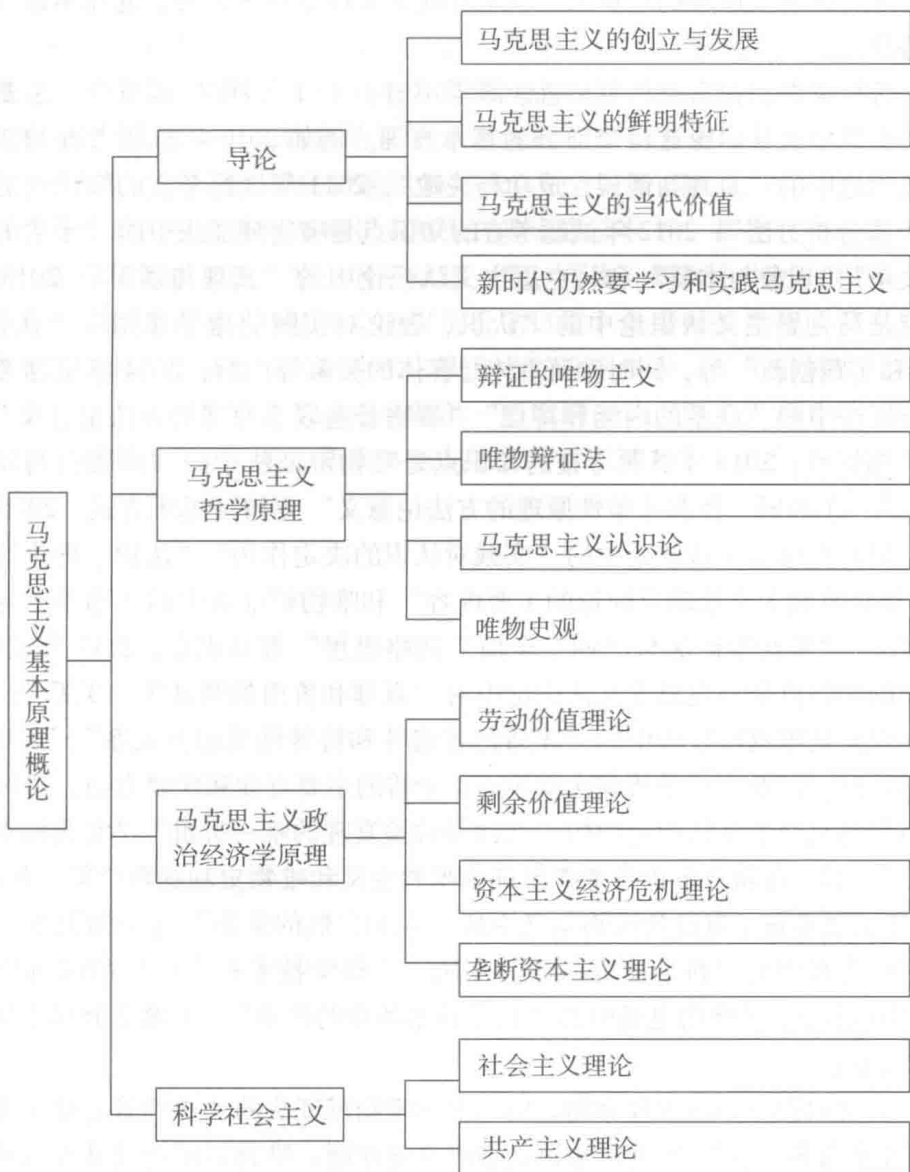 马克思主义基本原理概论
导论
马克思主义的创立与发展
马克思主义的鲜明特征
马克思主义的当代价值
新时代仍然要学习和实践马克思主义
马克思主义
哲学原理
辩证的唯物主义
唯物辩证法
马克思主义认识论
唯物史观
马克思主义政
治经济学原理
劳动价值理论
剩余价值理论
资本主义经济危机理论
垄断资本主义理论
科学社会主义
社会主义理论
共产主义理论